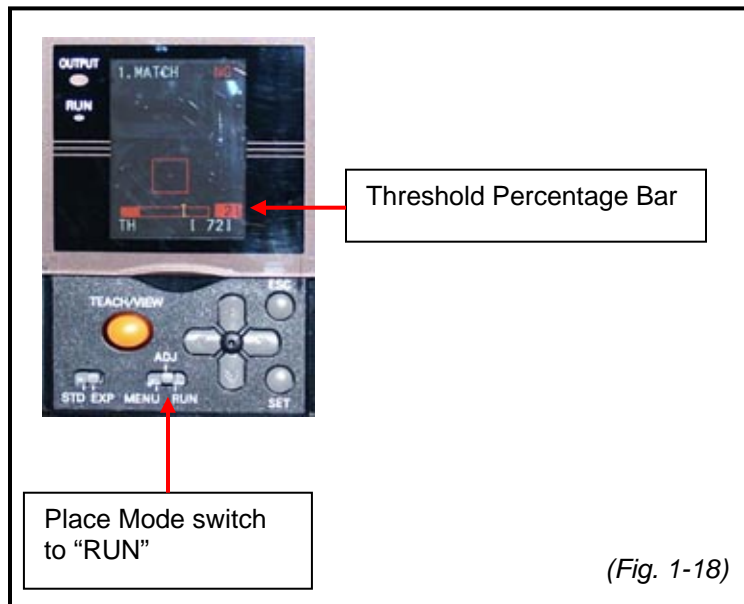 OUTPUT
1.MATCH NG
RUN
Threshold Percentage Bar
21
TH [ 72]
ESC
TEACH/VIEW
ADJ
STD EXP MENU RUN SET
Place Mode switch
to “RUN”
(Fig. 1-18)